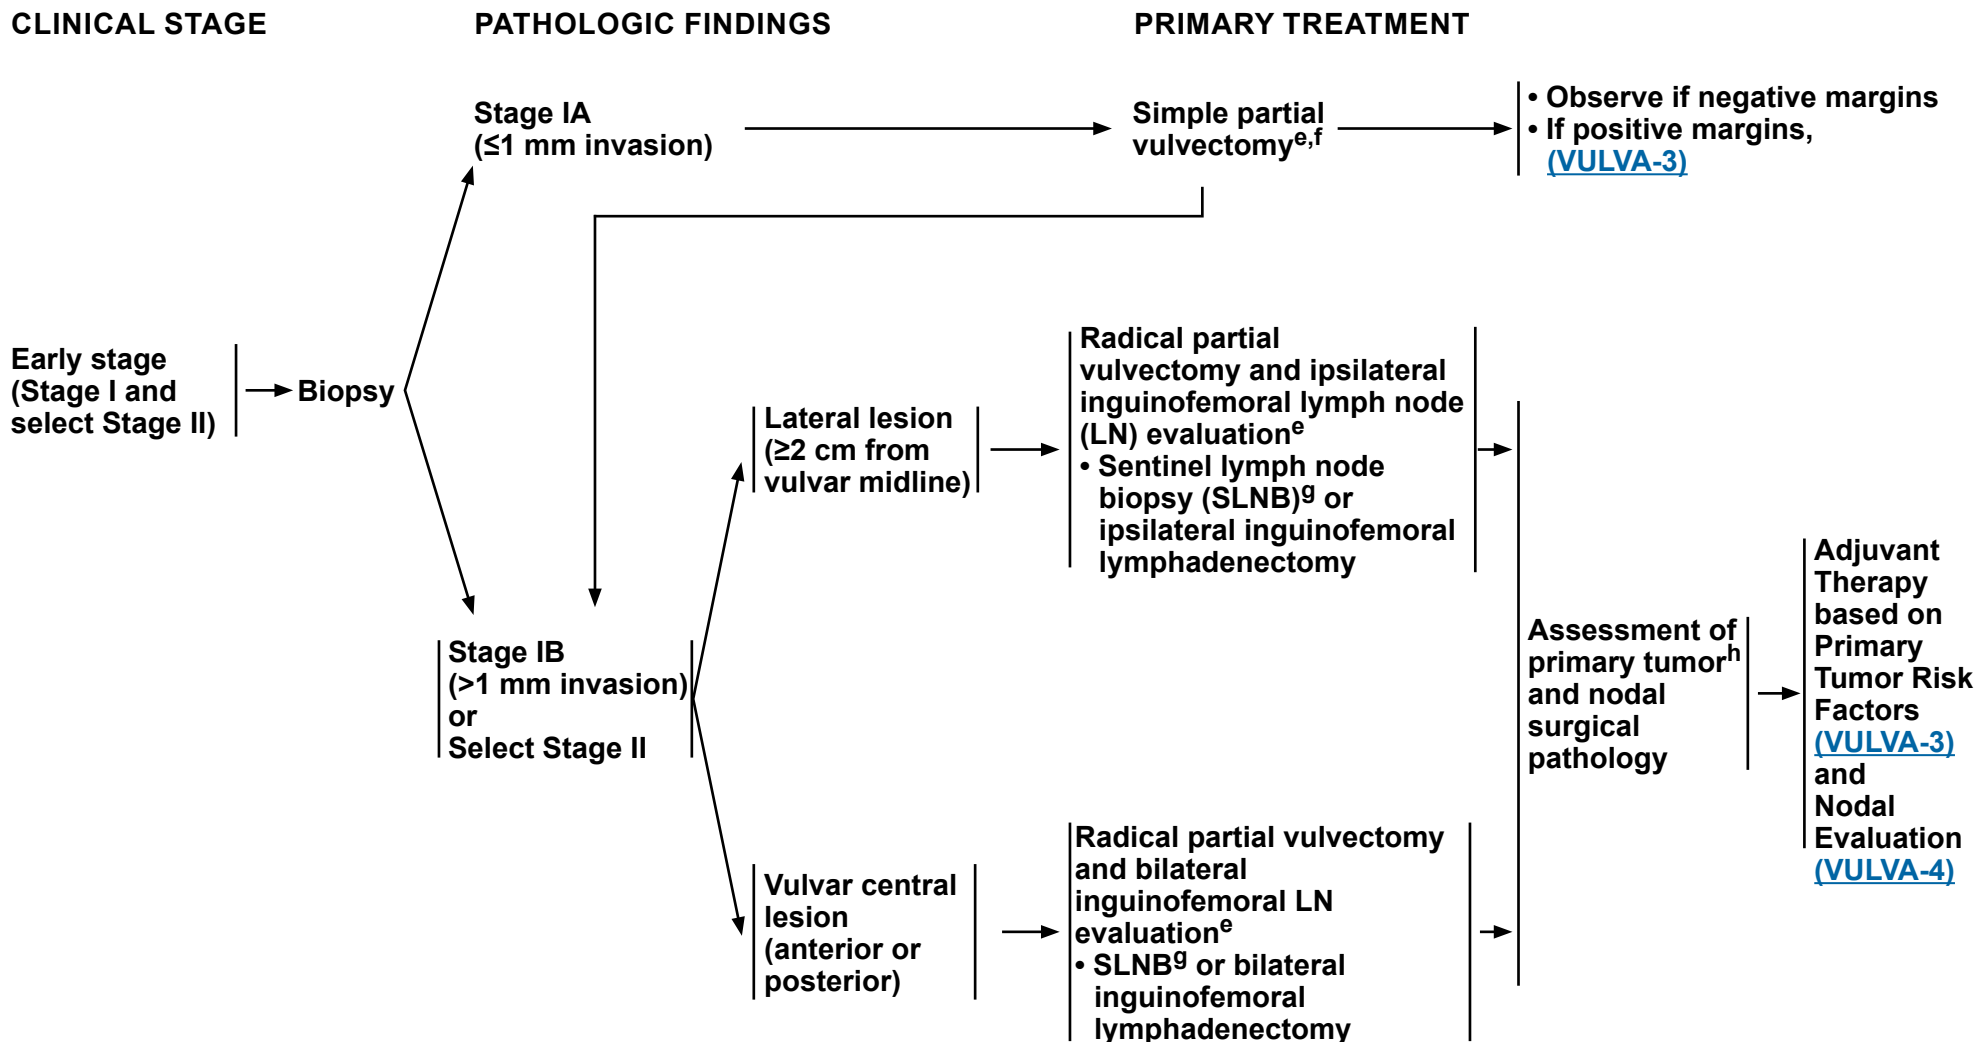 CLINICAL STAGE
PATHOLOGIC FINDINGS
PRIMARY TREATMENT
Stage IA
(≤1 mm invasion)
Simple partial
vulvectomye,f
• Observe if negative margins
• If positive margins,
(VULVA-3)
Early stage
(Stage I and
select Stage II)
Biopsy
Stage IB
(>1 mm invasion)
or
Select Stage II
Lateral lesion
(≥2 cm from
vulvar midline)
Radical partial
vulvectomy and ipsilateral
inguinofemoral lymph node
(LN) evaluatione
• Sentinel lymph node
biopsy (SLNB)g or
ipsilateral inguinofemoral
lymphadenectomy
Vulvar central
lesion
(anterior or
posterior)
Radical partial vulvectomy
and bilateral
inguinofemoral LN
evaluatione
• SLNBg or bilateral
inguinofemoral
lymphadenectomy
Assessment of
primary tumorh
and nodal
surgical
pathology
Adjuvant
Therapy
based on
Primary
Tumor Risk
Factors
(VULVA-3)
and
Nodal
Evaluation
(VULVA-4)